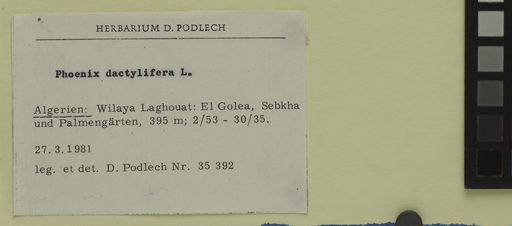 HERBARIUM D. PODLECH
Phoenix dactylifera L.
Algerien: Wilaya Laghouat: El Golea, Sebkha
und Palmengärten, 395 m; 2/53 - 30/35.
27.3.1981
leg. et det. D. Podlech Nr. 35 392